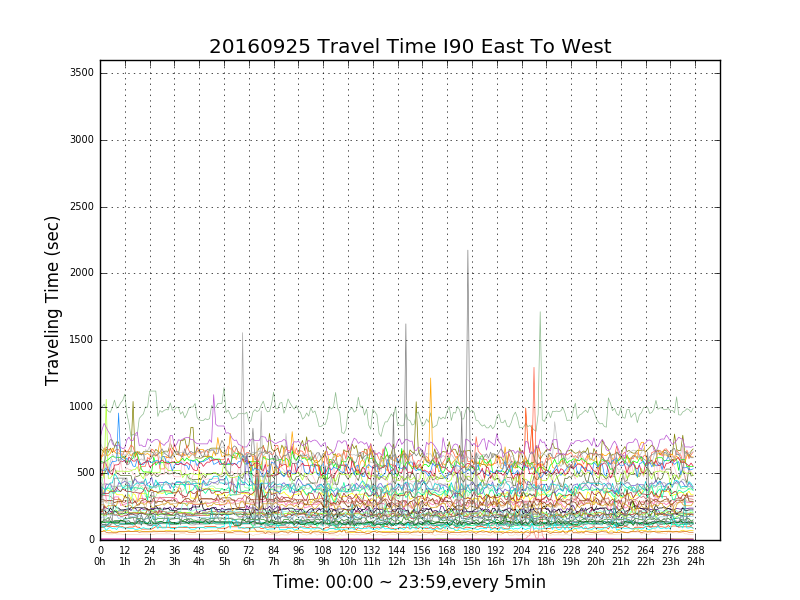 20160925 Travel Time I90 East To West
3500
3000
2500
2000
1500
1000
500
0
Traveling Time (sec)
0 12 24 36 48 60 72 84 96 108 120 132 144 156 168 180 192 204 216 228 240 252 264 276 288
0h 1h 2h 3h 4h 5h 6h 7h 8h 9h 10h 11h 12h 13h 14h 15h 16h 17h 18h 19h 20h 21h 22h 23h 24h
Time: 00:00 ~ 23:59,every 5min